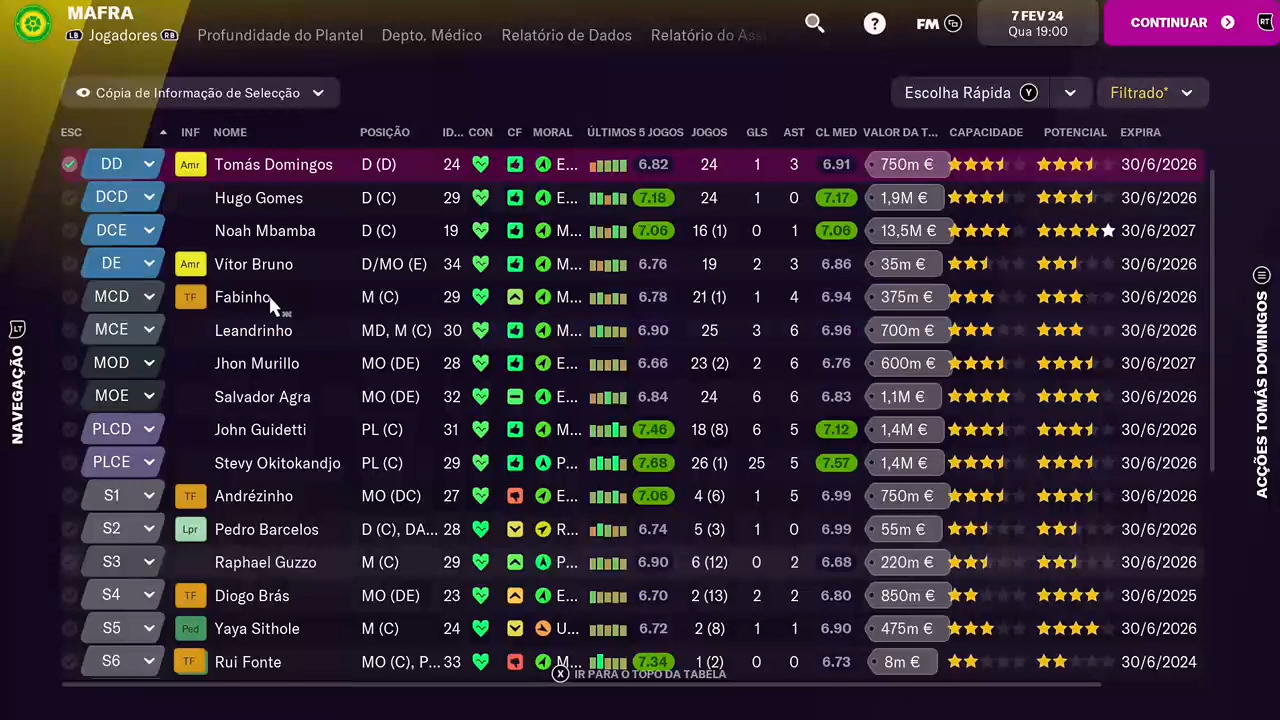 MAFRA
LB Jogadores RB Profundidade do Plantel Depto. Médico Relatório de Dados Relatório do As
FM
7 FEV 24
Qua 19:00
CONTINUAR
RT
Cópia de Informação de Selecção
Escolha Rápida Y
Filtrado*
ESC INF NOME POSIÇÃO ID... CON CF MORAL ÚLTIMOS 5 JOGOS JOGOS GLS AST CL MED VALOR DA T... CAPACIDADE POTENCIAL EXPIRA
DD Amr Tomás Domingos D (D) 24 E... 6.82 24 1 3 6.91 750m € 30/6/2026
DCD Hugo Gomes D (C) 29 E... 7.18 24 1 0 7.17 1,9M € 30/6/2026
DCE Noah Mbamba D (C) 19 M... 7.06 16 (1) 0 1 7.06 13,5M € 30/6/2027
DE Amr Vítor Bruno D/MO (E) 34 M... 6.76 19 2 3 6.86 35m € 30/6/2026
MCD TF Fabinho M (C) 29 M... 6.78 21 (1) 1 4 6.94 375m € 30/6/2026
MCE Leandrinho MD, M (C) 30 M... 6.90 25 3 6 6.96 700m € 30/6/2026
MOD Jhon Murillo MO (DE) 28 E... 6.66 23 (2) 2 6 6.76 600m € 30/6/2027
MOE Salvador Agra MO (DE) 32 E... 6.84 24 6 6 6.83 1,1M € 30/6/2026
PLCD John Guidetti PL (C) 31 M... 7.46 18 (8) 6 5 7.12 1,4M € 30/6/2026
PLCE Stevy Okitokandjo PL (C) 29 P... 7.68 26 (1) 25 5 7.57 1,4M € 30/6/2026
S1 TF Andrézinho MO (DC) 27 E... 7.06 4 (6) 1 5 6.99 750m € 30/6/2026
S2 Lpr Pedro Barcelos D (C), DA... 28 R... 6.74 5 (3) 1 0 6.99 55m € 30/6/2026
S3 Raphael Guzzo M (C) 29 P... 6.90 6 (12) 0 2 6.68 220m € 30/6/2026
S4 TF Diogo Brás MO (DE) 23 E... 6.70 2 (13) 2 2 6.80 850m € 30/6/2025
S5 Ped Yaya Sithole M (C) 24 U... 6.72 2 (8) 1 1 6.90 475m € 30/6/2026
S6 TF Rui Fonte MO (C), P... 33 M... 7.34 1 (2) 0 0 6.73 8m € 30/6/2024
X IR PARA O TOPO DA TABELA
NAVEGAÇÃO LT
ACÇÕES TOMÁS DOMINGOS